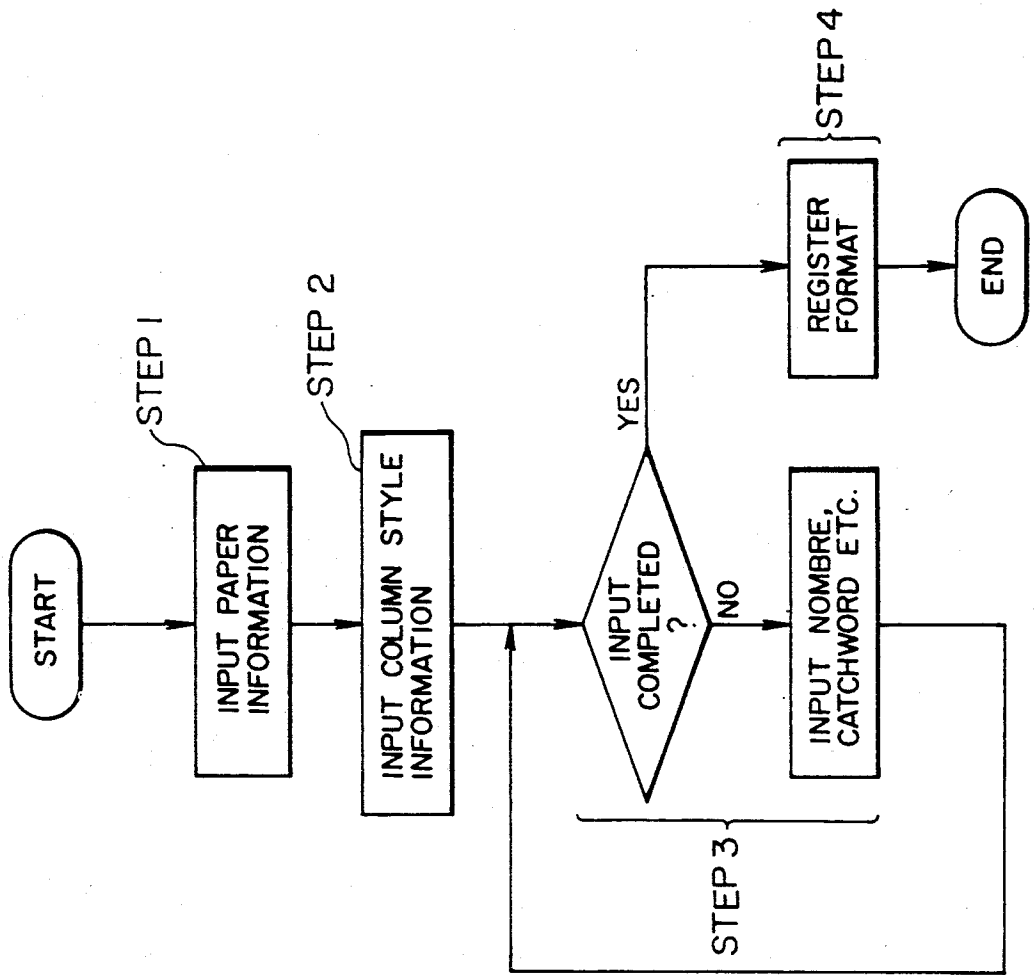 START
INPUT PAPER
INFORMATION
STEP 1
INPUT COLUMN STYLE
INFORMATION
STEP 2
INPUT
COMPLETED
?
YES
NO
INPUT NOMBRE,
CATCHWORD ETC.
STEP 3
REGISTER
FORMAT
STEP 4
END